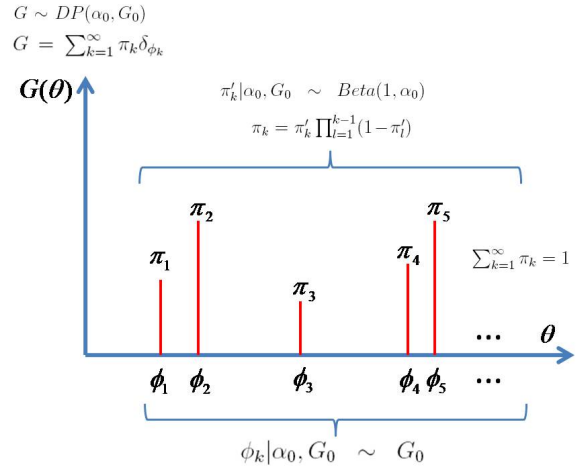 G ∼ DP(α₀, G₀)
G = ∑_{k=1}^{∞} π_k δ_{φ_k}
G(θ)
π′_k|α₀, G₀ ∼ Beta(1, α₀)
π_k = π′_k ∏_{l=1}^{k−1}(1−π′_l)
π₁ π₂ π₃ π₄ π₅
∑_{k=1}^{∞} π_k = 1
... θ
ϕ₁ ϕ₂ ϕ₃ ϕ₄ ϕ₅ ...
ϕ_k|α₀, G₀ ∼ G₀